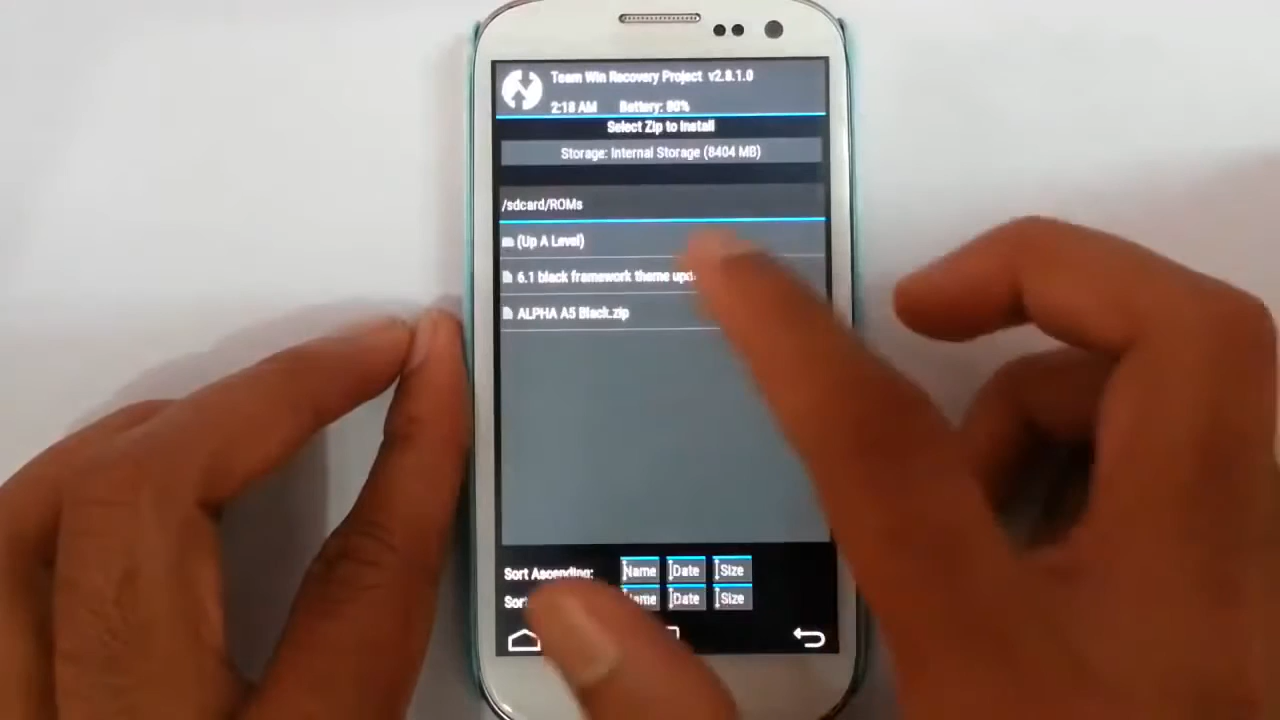 Team Win Recovery Project v2.8.1.0
2:18 AM Battery: 80%
Select Zip to Install
Storage: Internal Storage (8404 MB)
/sdcard/ROMs
(Up A Level)
6.1 black framework theme
ALPHA A5 Black.zip
Sort Ascending: Name Date Size
Sort Date Size